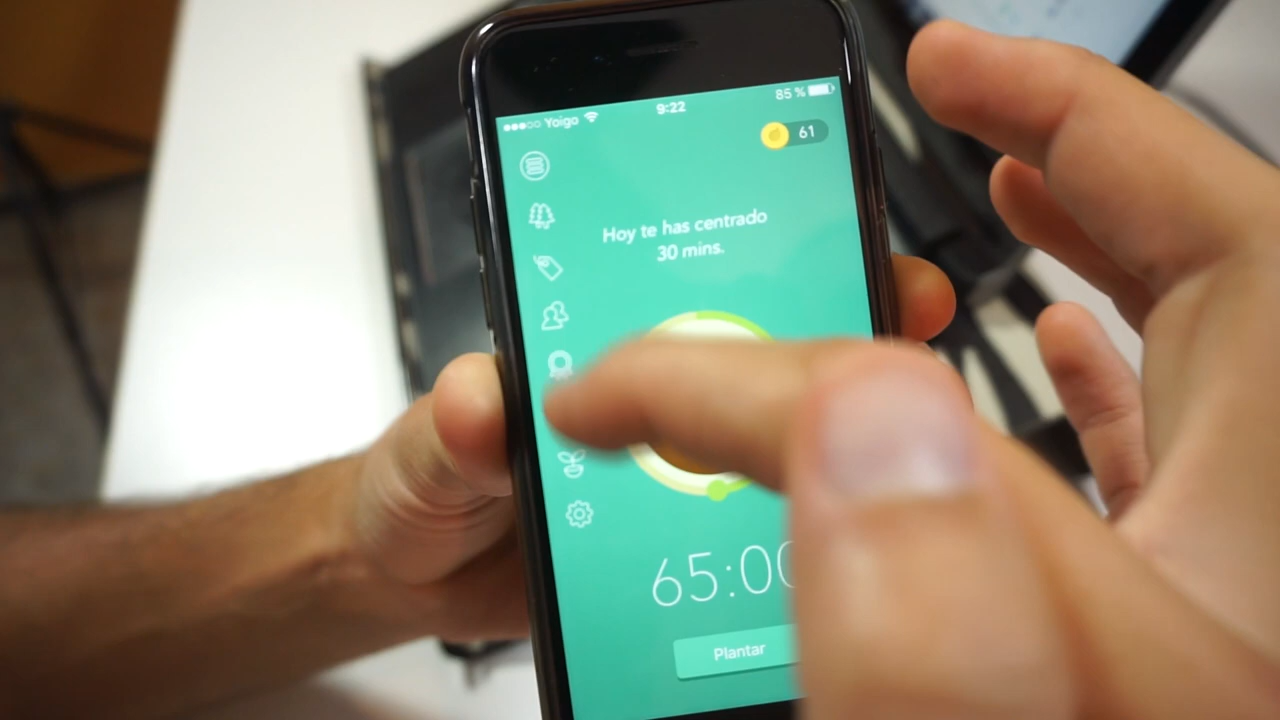 Yoigo
9:22
85 %
61
Hoy te has centrado
30 mins.
65:00
Plantar